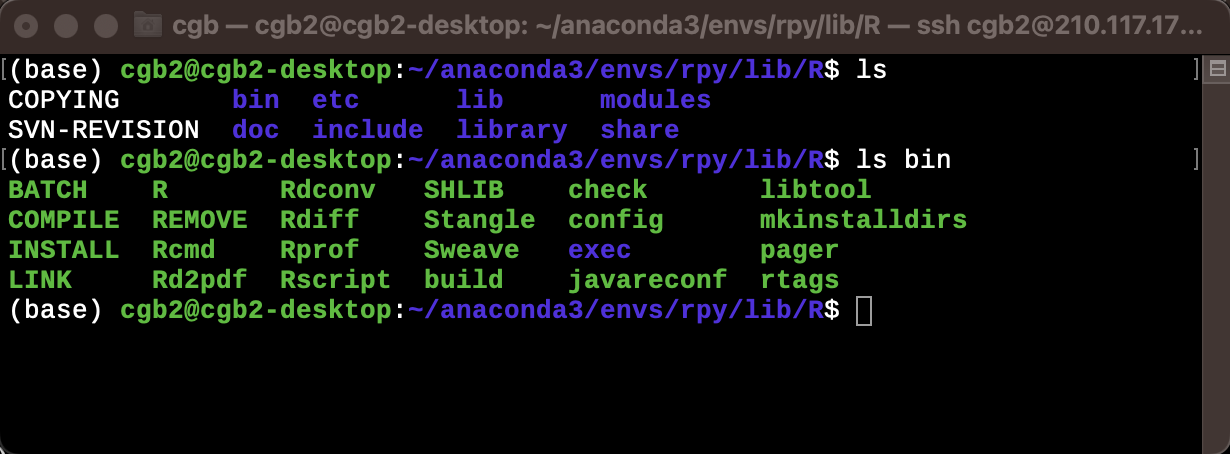 cgb — cgb2@cgb2-desktop: ~/anaconda3/envs/rpy/lib/R — ssh cgb2@210.117.17...
(base) cgb2@cgb2-desktop:~/anaconda3/envs/rpy/lib/R$ ls
COPYING bin etc lib modules
SVN-REVISION doc include library share
(base) cgb2@cgb2-desktop:~/anaconda3/envs/rpy/lib/R$ ls bin
BATCH R Rdconv SHLIB check libtool
COMPILE REMOVE Rdiff Stangle config mkinstalldirs
INSTALL Rcmd Rprof Sweave exec pager
LINK Rd2pdf Rscript build javareconf rtags
(base) cgb2@cgb2-desktop:~/anaconda3/envs/rpy/lib/R$